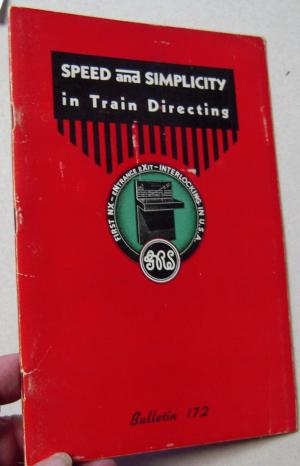 SPEED and SIMPLICITY
in Train Directing
FIRST NX-ENTRANCE EXIT-INTERLOCKING IN U.S.A.
GRS
Bulletin 172